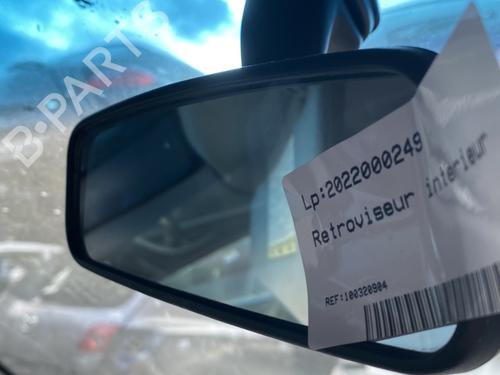 B-PARTS
Lp:2022000249
Retroviseur interieur
REF:100320904